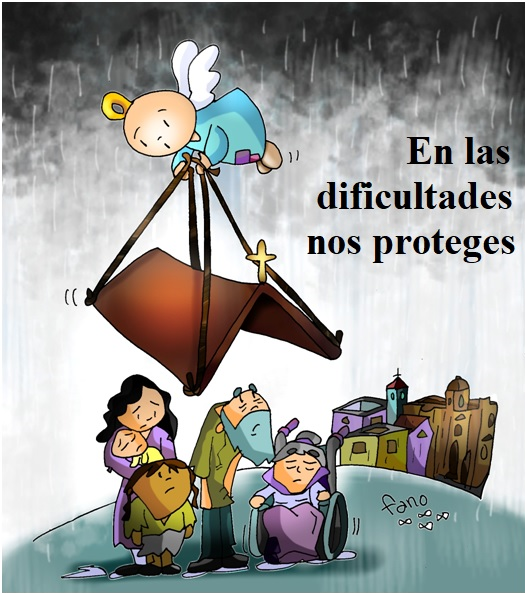 En las
dificultades
nos proteges
fano